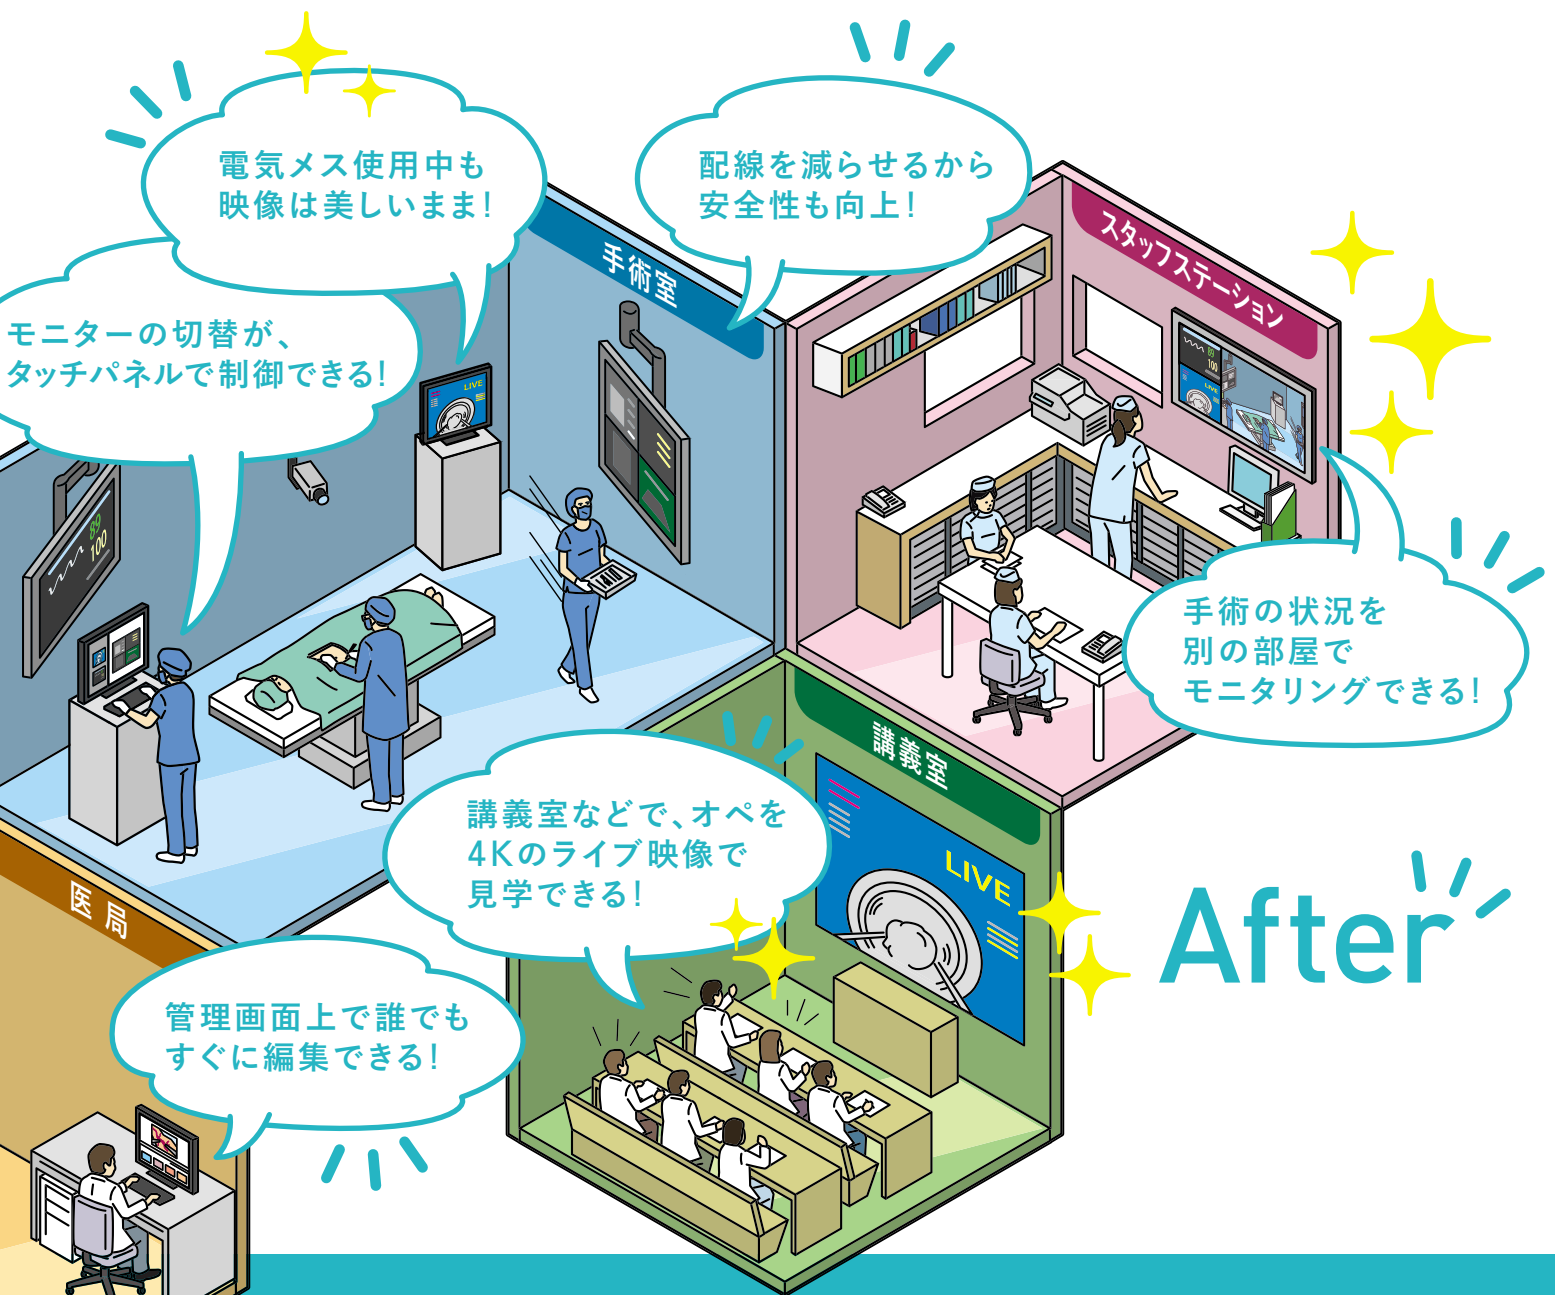 電気メス使用中も
映像は美しいまま!
配線を減らせるから
安全性も向上!
モニターの切替が、
タッチパネルで制御できる!
手術室
スタッフステーション
LIVE
89
100
89
100
LIVE
手術の状況を
別の部屋で
モニタリングできる!
講義室
講義室などで、オペを
4Kのライブ映像で
見学できる!
LIVE
After
医局
管理画面上で誰でも
すぐに編集できる!